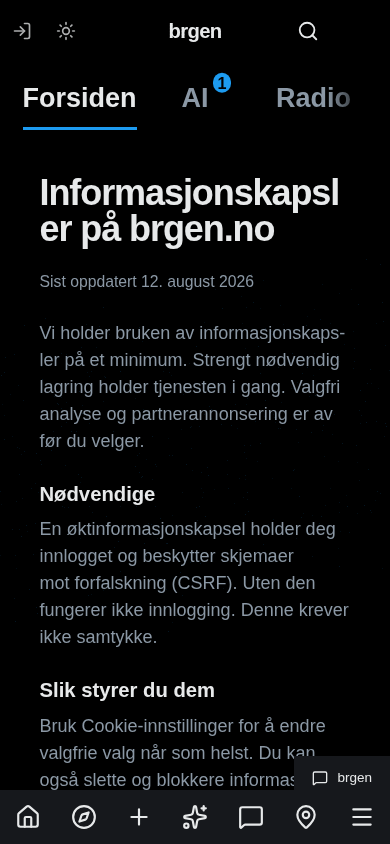 brgen
Forsiden AI 1 Radio
Informasjonskapsl
er på brgen.no
Sist oppdatert 12. august 2026
Vi holder bruken av informasjonskaps-
ler på et minimum. Strengt nødvendig
lagring holder tjenesten i gang. Valgfri
analyse og partnerannonsering er av
før du velger.
Nødvendige
En øktinformasjonskapsel holder deg
innlogget og beskytter skjemaer
mot forfalskning (CSRF). Uten den
fungerer ikke innlogging. Denne krever
ikke samtykke.
Slik styrer du dem
Bruk Cookie-innstillinger for å endre
valgfrie valg når som helst. Du kan
også slette og blokkere informas
brgen